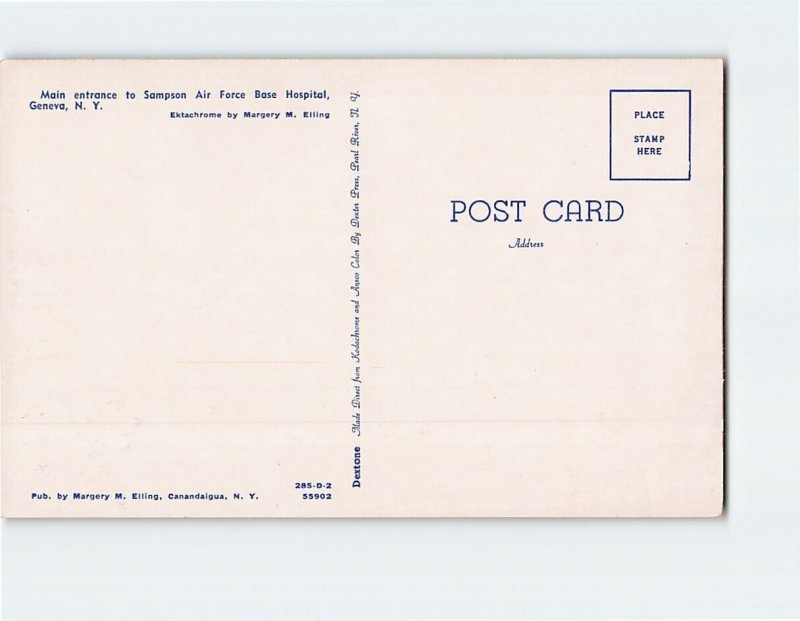 Main entrance to Sampson Air Force Base Hospital,
Geneva, N. Y.
Ektachrome by Margery M. Elling
285-D-2
Pub. by Margery M. Elling, Canandaigua, N. Y. 55902
Dextone Made Direct from Kodachrome and Ansco Color By Dexter Press, Pearl River, N. Y.
PLACE
STAMP
HERE
POST CARD
Address